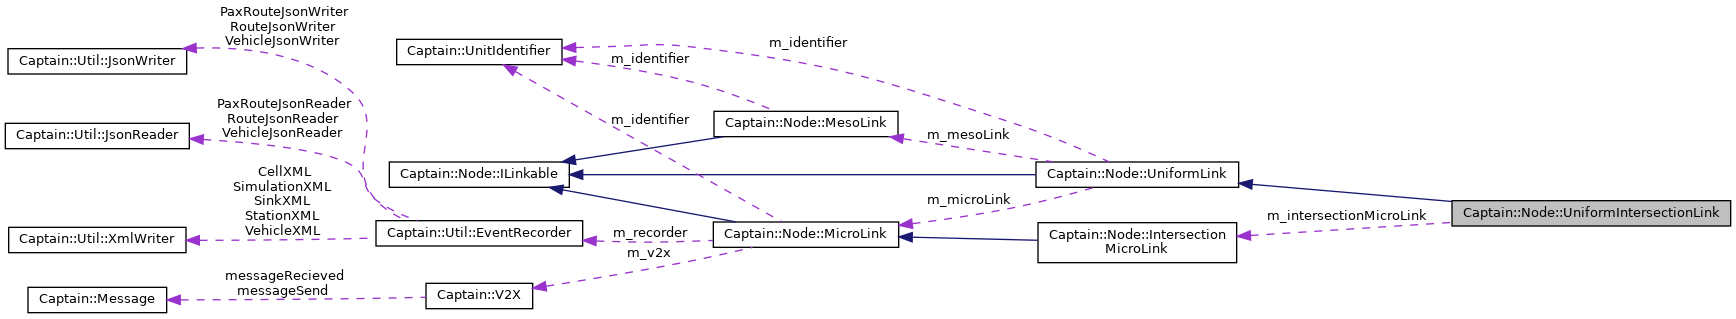 PaxRouteJsonWriter
RouteJsonWriter
VehicleJsonWriter
Captain::Util::JsonWriter
PaxRouteJsonReader
RouteJsonReader
VehicleJsonReader
Captain::Util::JsonReader
CellXML
SimulationXML
SinkXML
StationXML
VehicleXML
Captain::Util::XmlWriter
messageRecieved
messageSend
Captain::Message
Captain::UnitIdentifier
Captain::Node::ILinkable
Captain::Util::EventRecorder
Captain::V2X
m_identifier
m_identifier
m_identifier
m_recorder
m_v2x
Captain::Node::MesoLink
Captain::Node::MicroLink
m_mesoLink
m_microLink
Captain::Node::UniformLink
Captain::Node::Intersection
MicroLink
m_intersectionMicroLink
Captain::Node::UniformIntersectionLink